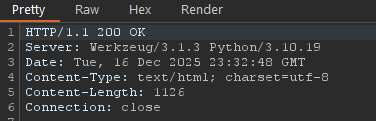 Pretty Raw Hex Render
1 HTTP/1.1 200 OK
2 Server: Werkzeug/3.1.3 Python/3.10.19
3 Date: Tue, 16 Dec 2025 23:32:48 GMT
4 Content-Type: text/html; charset=utf-8
5 Content-Length: 1126
6 Connection: close